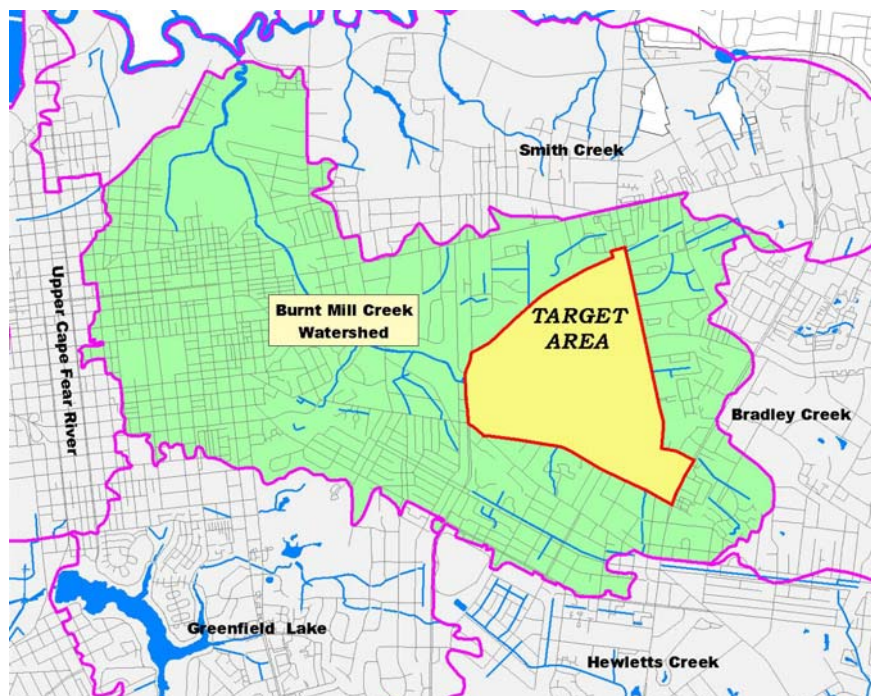 Smith Creek
Upper Cape Fear River
Burnt Mill Creek
Watershed
TARGET
AREA
Bradley Creek
Greenfield Lake
Hewletts Creek